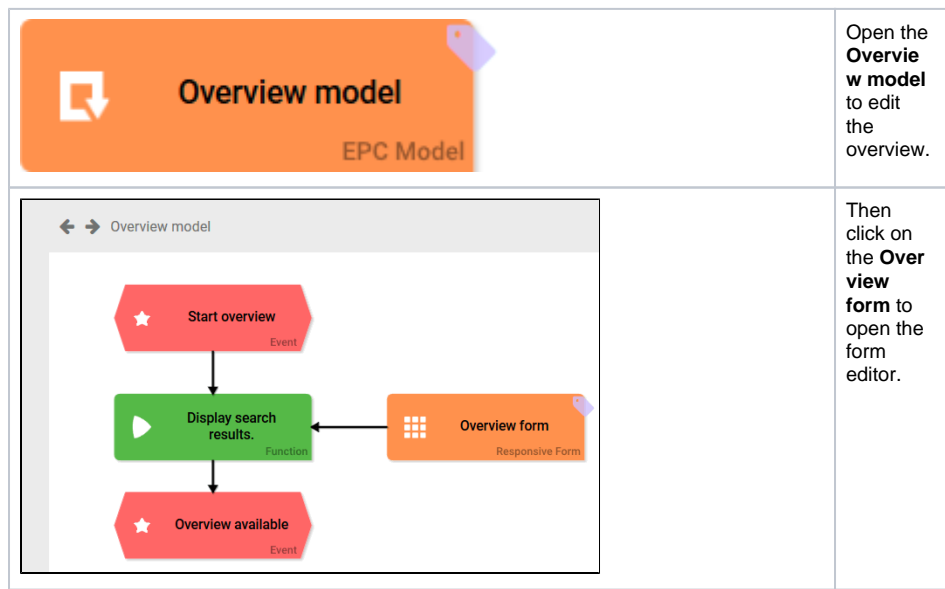 Overview model
EPC Model
Open the
Overvie
w model
to edit
the
overview.
Overview model
Start overview
Event
Display search
results.
Function
Overview form
Responsive Form
Overview available
Event
Then
click on
the Over
view
form to
open the
form
editor.